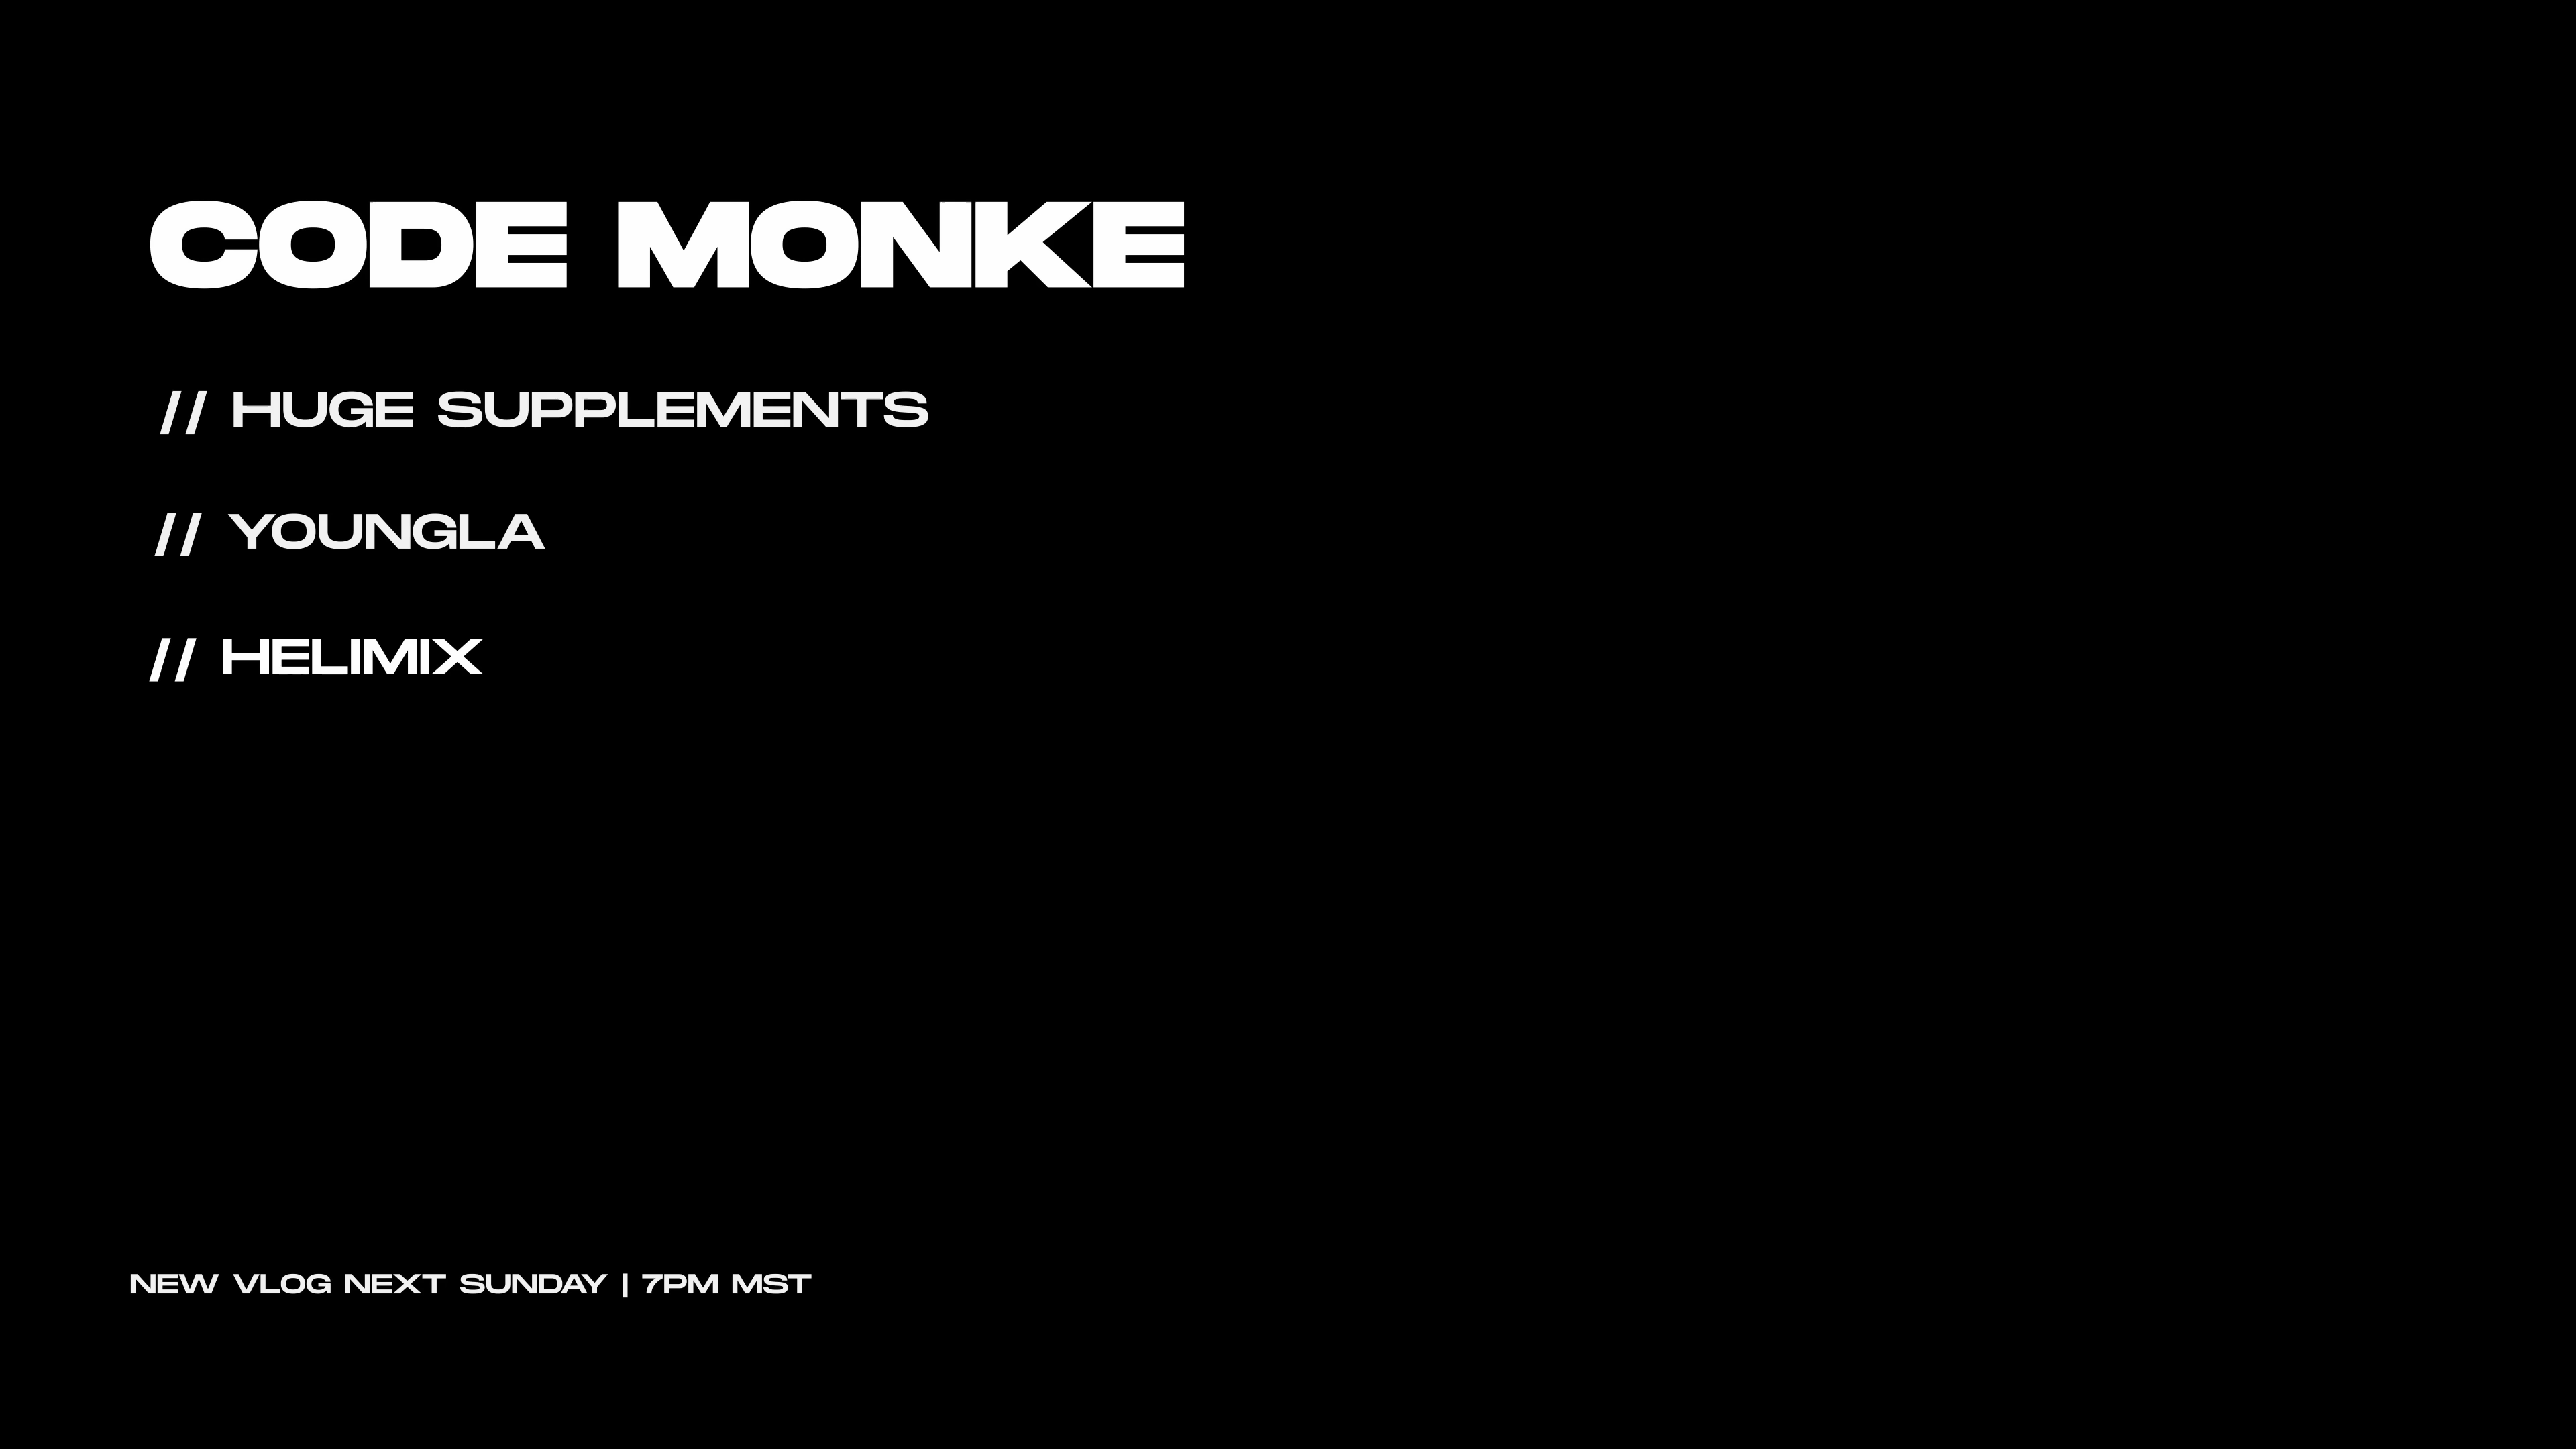 CODE MONKE
// HUGE SUPPLEMENTS
// YOUNGLA
// HELIMIX
NEW VLOG NEXT SUNDAY | 7PM MST